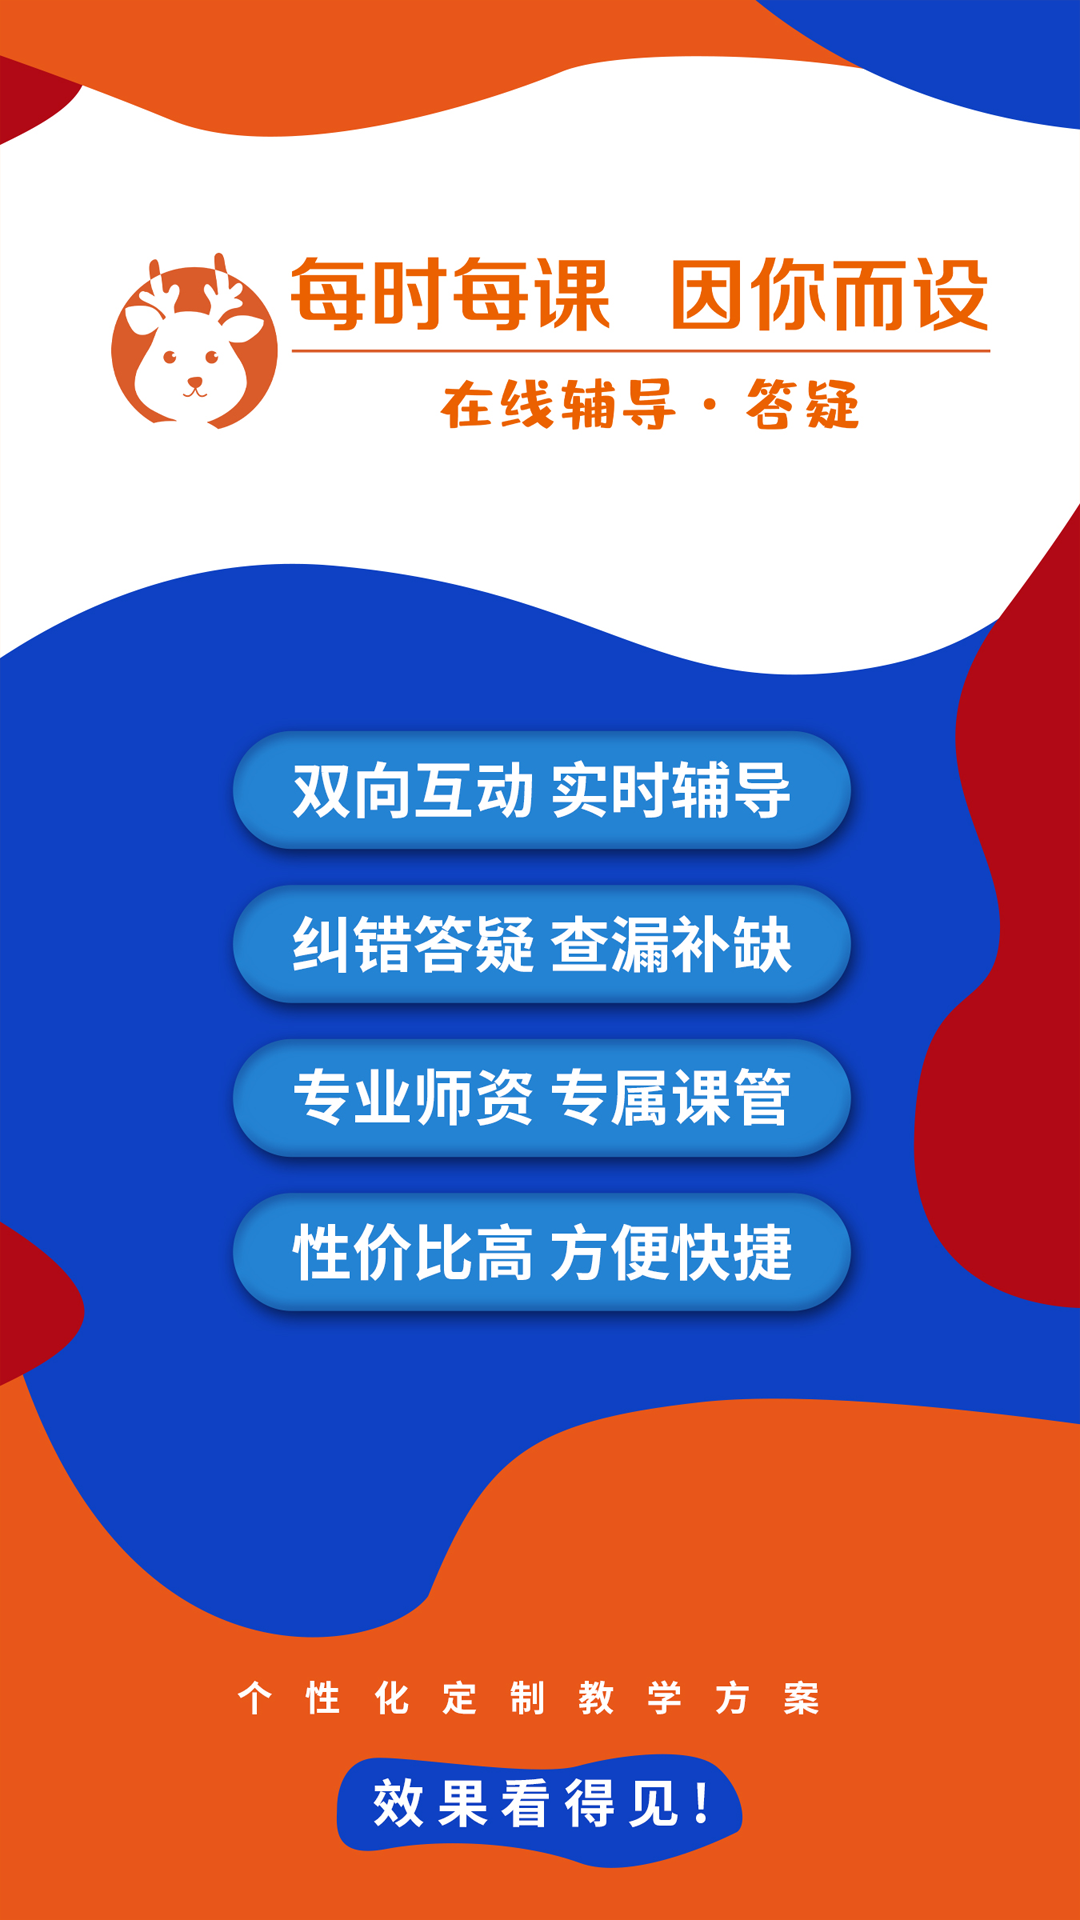 每时每课 因你而设
在线辅导·答疑
双向互动 实时辅导
纠错答疑 查漏补缺
专业师资 专属课管
性价比高 方便快捷
个性化定制教学方案
效果看得见!